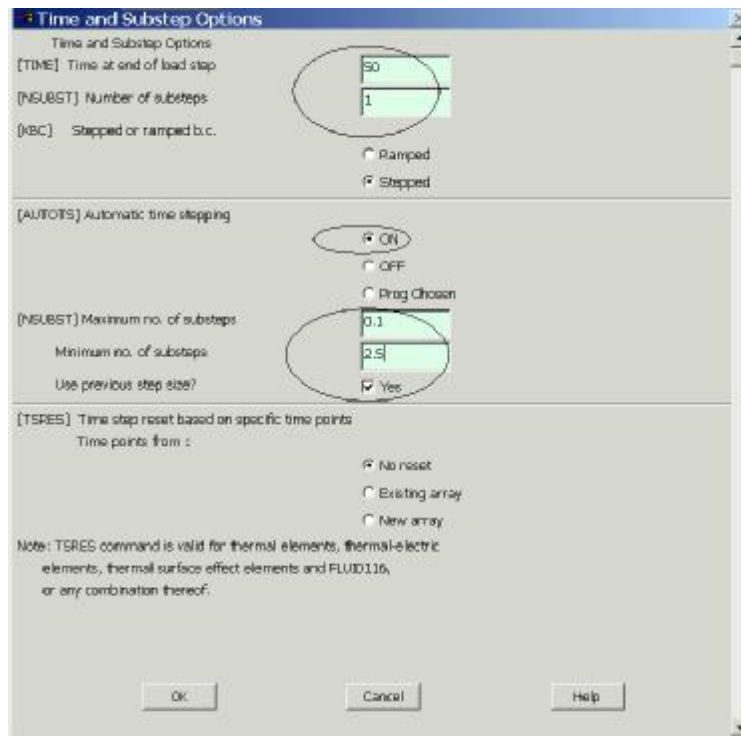 Time and Substep Options
Time and Substep Options
[TIME] Time at end of load step
50
[NSUBST] Number of substeps
1
[KBC] Stepped or ramped b.c.
Ramped
Stepped
[AUTOTS] Automatic time stepping
ON
OFF
Prog Chosen
[NSUBST] Maximum no. of substeps
0.1
Minimum no. of substeps
2.5
Use previous step size?
Yes
[TSRES] Time step reset based on specific time points
Time points from :
No reset
Existing array
New array
Note: TSRES command is valid for thermal elements, thermal-electric
elements, thermal surface effect elements and FLUID116,
or any combination thereof.
OK
Cancel
Help